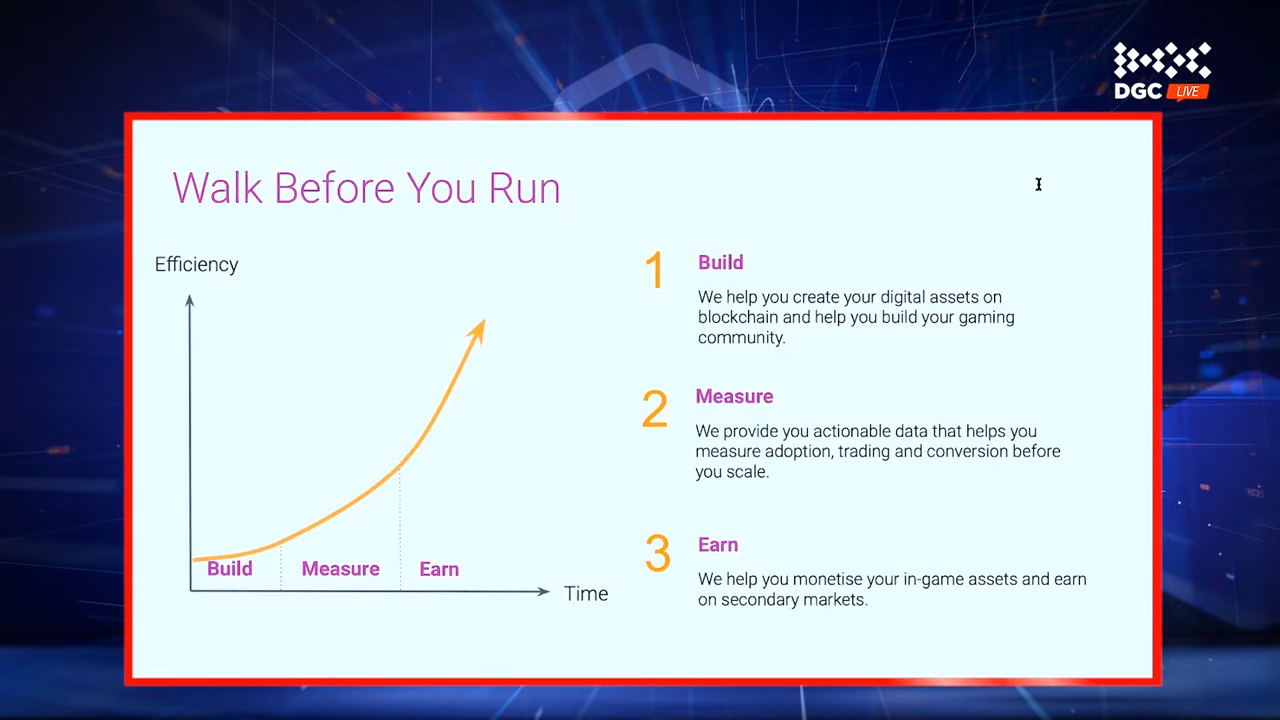 DGC LIVE
Walk Before You Run
Efficiency
Build
Measure
Earn
Time
1
Build
We help you create your digital assets on
blockchain and help you build your gaming
community.
2
Measure
We provide you actionable data that helps you
measure adoption, trading and conversion before
you scale.
3
Earn
We help you monetise your in-game assets and earn
on secondary markets.